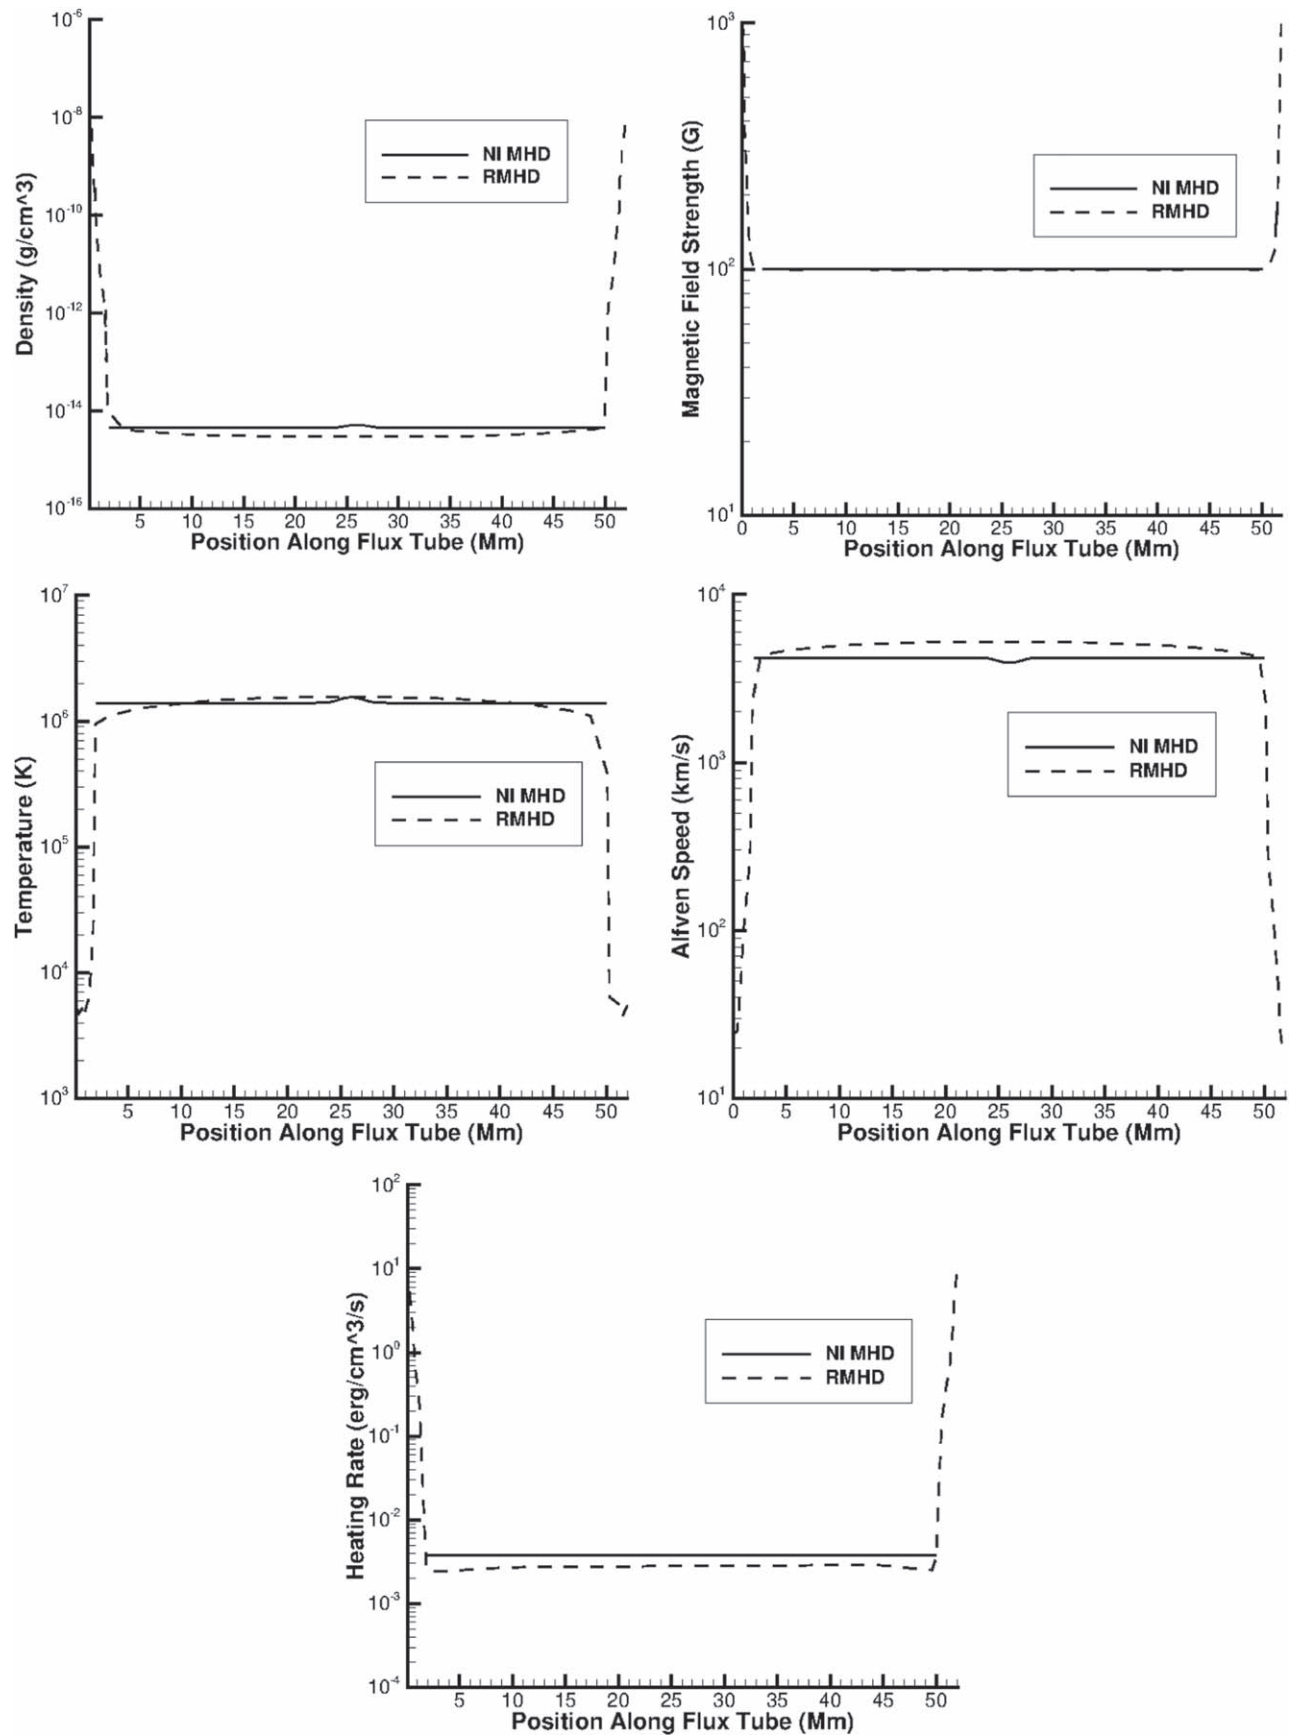 Density (g/cm^3)
10^-6
10^-8
10^-10
10^-12
10^-14
10^-16
NI MHD
RMHD
5 10 15 20 25 30 35 40 45 50
Position Along Flux Tube (Mm)
Magnetic Field Strength (G)
10^3
10^2
10^1
NI MHD
RMHD
0 5 10 15 20 25 30 35 40 45 50
Position Along Flux Tube (Mm)
Temperature (K)
10^7
10^6
10^5
10^4
10^3
NI MHD
RMHD
5 10 15 20 25 30 35 40 45 50
Position Along Flux Tube (Mm)
Alfven Speed (km/s)
10^4
10^3
10^2
10^1
NI MHD
RMHD
0 5 10 15 20 25 30 35 40 45 50
Position Along Flux Tube (Mm)
Heating Rate (erg/cm^3/s)
10^2
10^1
10^0
10^-1
10^-2
10^-3
10^-4
NI MHD
RMHD
5 10 15 20 25 30 35 40 45 50
Position Along Flux Tube (Mm)